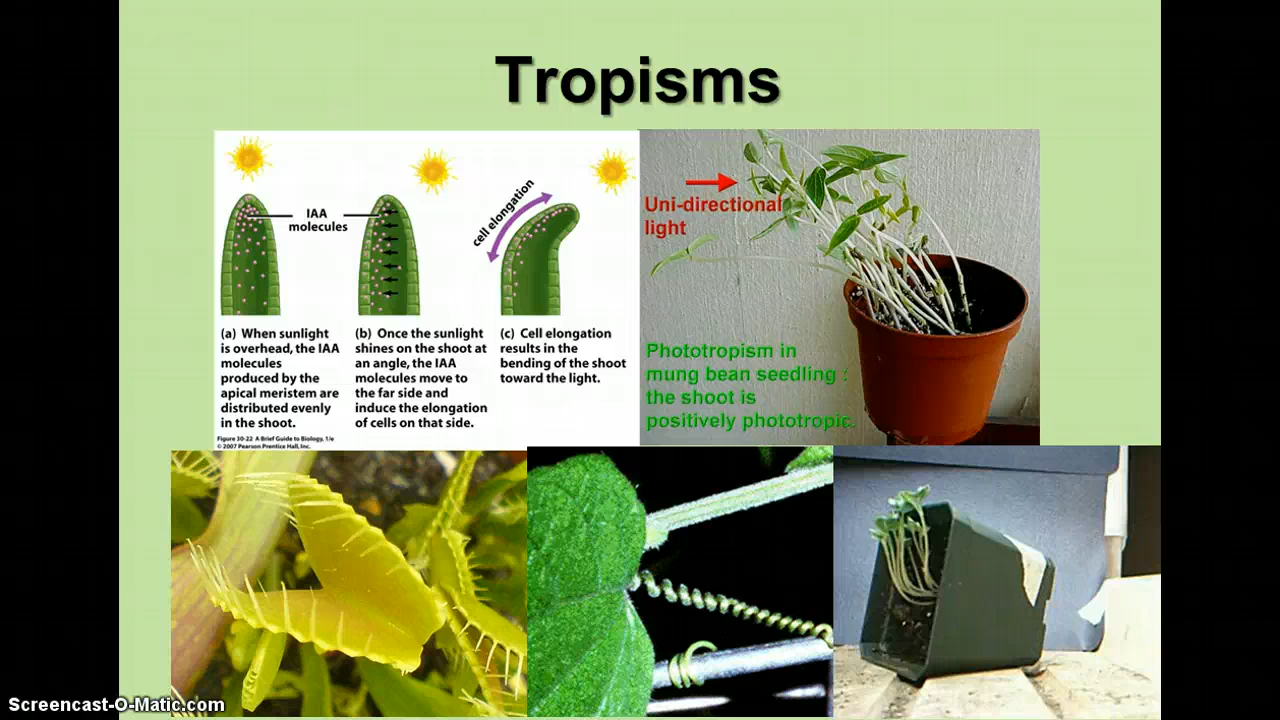 Tropisms
IAA
molecules
cell elongation
(a) When sunlight
is overhead, the IAA
molecules
produced by the
apical meristem are
distributed evenly
in the shoot.
(b) Once the sunlight
shines on the shoot at
an angle, the IAA
molecules move to
the far side and
induce the elongation
of cells on that side.
(c) Cell elongation
results in the
bending of the shoot
toward the light.
Figure 30-22 A Brief Guide to Biology, 1/e
© 2007 Pearson Prentice Hall, Inc.
Uni-directional
light
Phototropism in
mung bean seedling :
the shoot is
positively phototropic.
Screencast-O-Matic.com